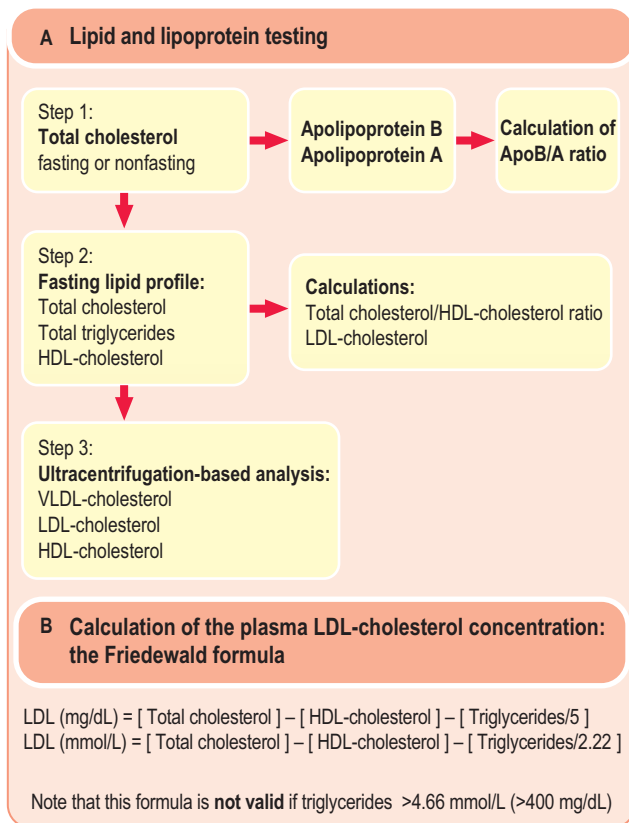 A Lipid and lipoprotein testing
Step 1:
Total cholesterol
fasting or nonfasting
Apolipoprotein B
Apolipoprotein A
Calculation of
ApoB/A ratio
Step 2:
Fasting lipid profile:
Total cholesterol
Total triglycerides
HDL-cholesterol
Calculations:
Total cholesterol/HDL-cholesterol ratio
LDL-cholesterol
Step 3:
Ultracentrifugation-based analysis:
VLDL-cholesterol
LDL-cholesterol
HDL-cholesterol
B Calculation of the plasma LDL-cholesterol concentration:
the Friedewald formula
LDL (mg/dL) = [ Total cholesterol ] – [ HDL-cholesterol ] – [ Triglycerides/5 ]
LDL (mmol/L) = [ Total cholesterol ] – [ HDL-cholesterol ] – [ Triglycerides/2.22 ]
Note that this formula is not valid if triglycerides >4.66 mmol/L (>400 mg/dL)